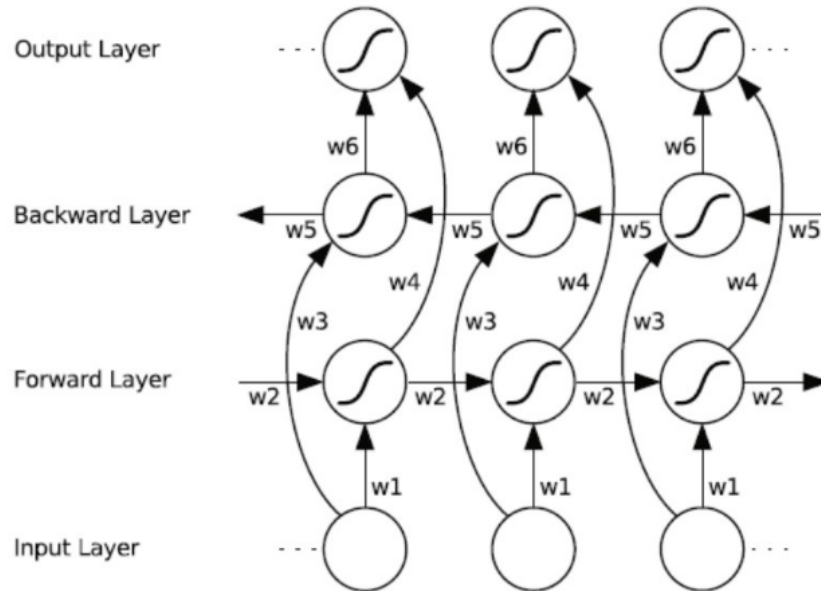 Output Layer
w6 w6 w6
Backward Layer
w5 w5 w5 w5
w4 w4 w4
w3 w3 w3
Forward Layer
w2 w2 w2 w2
w1 w1 w1
Input Layer